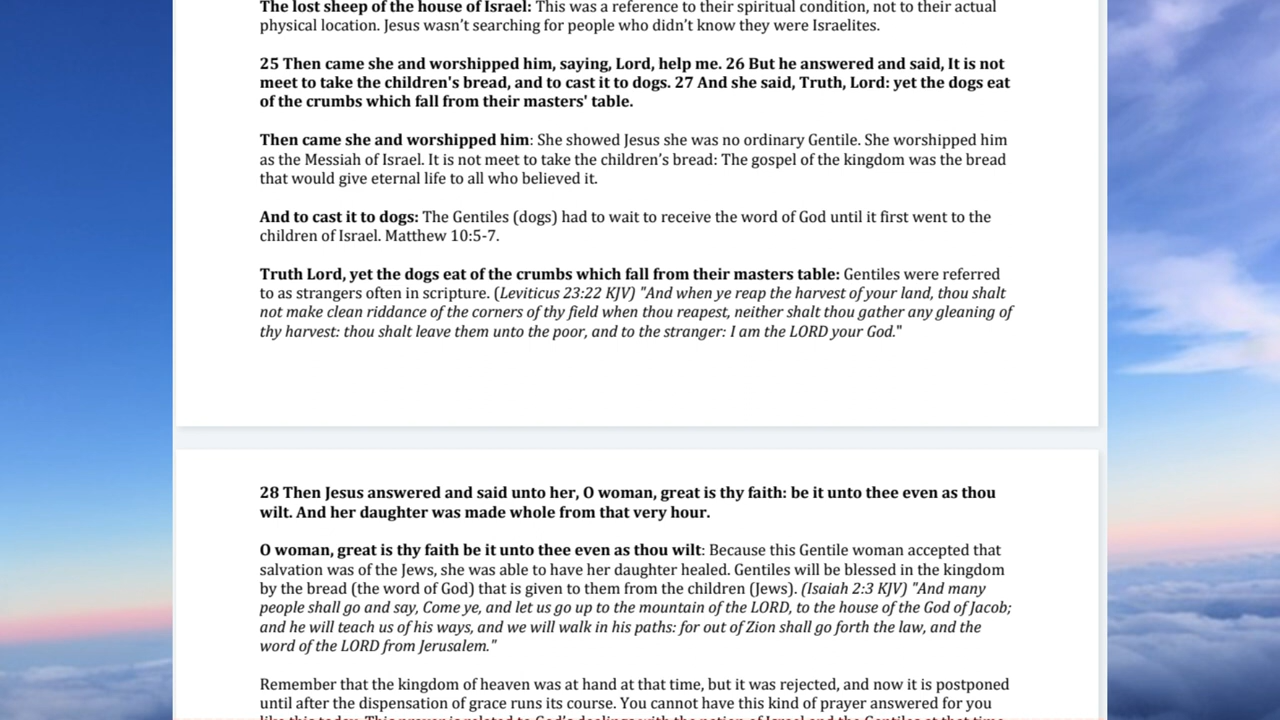 The lost sheep of the house of Israel: This was a reference to their spiritual condition, not to their actual
physical location. Jesus wasn’t searching for people who didn’t know they were Israelites.
25 Then came she and worshipped him, saying, Lord, help me. 26 But he answered and said, It is not
meet to take the children's bread, and to cast it to dogs. 27 And she said, Truth, Lord: yet the dogs eat
of the crumbs which fall from their masters' table.
Then came she and worshipped him: She showed Jesus she was no ordinary Gentile. She worshipped him
as the Messiah of Israel. It is not meet to take the children’s bread: The gospel of the kingdom was the bread
that would give eternal life to all who believed it.
And to cast it to dogs: The Gentiles (dogs) had to wait to receive the word of God until it first went to the
children of Israel. Matthew 10:5-7.
Truth Lord, yet the dogs eat of the crumbs which fall from their masters table: Gentiles were referred
to as strangers often in scripture. (Leviticus 23:22 KJV) "And when ye reap the harvest of your land, thou shalt
not make clean riddance of the corners of thy field when thou reapest, neither shalt thou gather any gleaning of
thy harvest: thou shalt leave them unto the poor, and to the stranger: I am the LORD your God."
28 Then Jesus answered and said unto her, O woman, great is thy faith: be it unto thee even as thou
wilt. And her daughter was made whole from that very hour.
O woman, great is thy faith be it unto thee even as thou wilt: Because this Gentile woman accepted that
salvation was of the Jews, she was able to have her daughter healed. Gentiles will be blessed in the kingdom
by the bread (the word of God) that is given to them from the children (Jews). (Isaiah 2:3 KJV) "And many
people shall go and say, Come ye, and let us go up to the mountain of the LORD, to the house of the God of Jacob;
and he will teach us of his ways, and we will walk in his paths: for out of Zion shall go forth the law, and the
word of the LORD from Jerusalem."
Remember that the kingdom of heaven was at hand at that time, but it was rejected, and now it is postponed
until after the dispensation of grace runs its course. You cannot have this kind of prayer answered for you
like this today. This prayer is related to God’s dealings with the nation of Israel and the Gentiles at that time